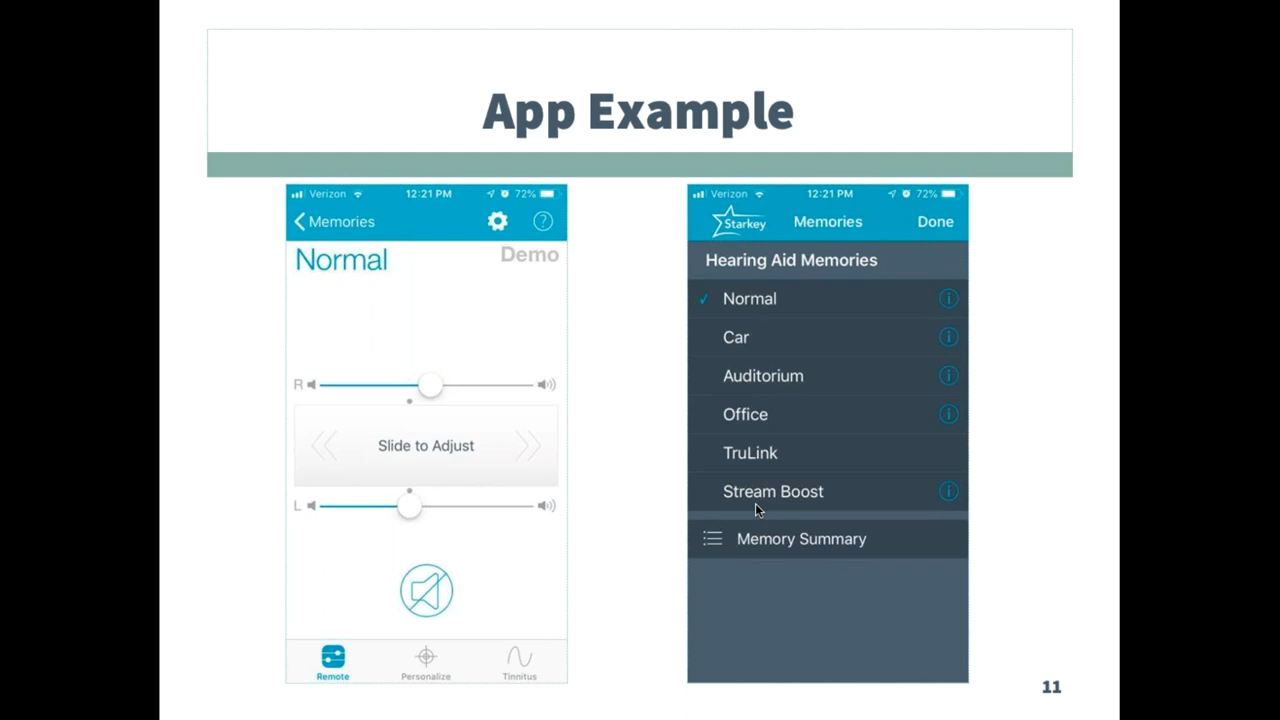 App Example
Verizon 12:21 PM 72%
Memories ?
Normal Demo
R
Slide to Adjust
L
Remote Personalize Tinnitus
Verizon 12:21 PM 72%
Starkey Memories Done
Hearing Aid Memories
✓ Normal i
Car i
Auditorium i
Office i
TruLink
Stream Boost i
Memory Summary
11